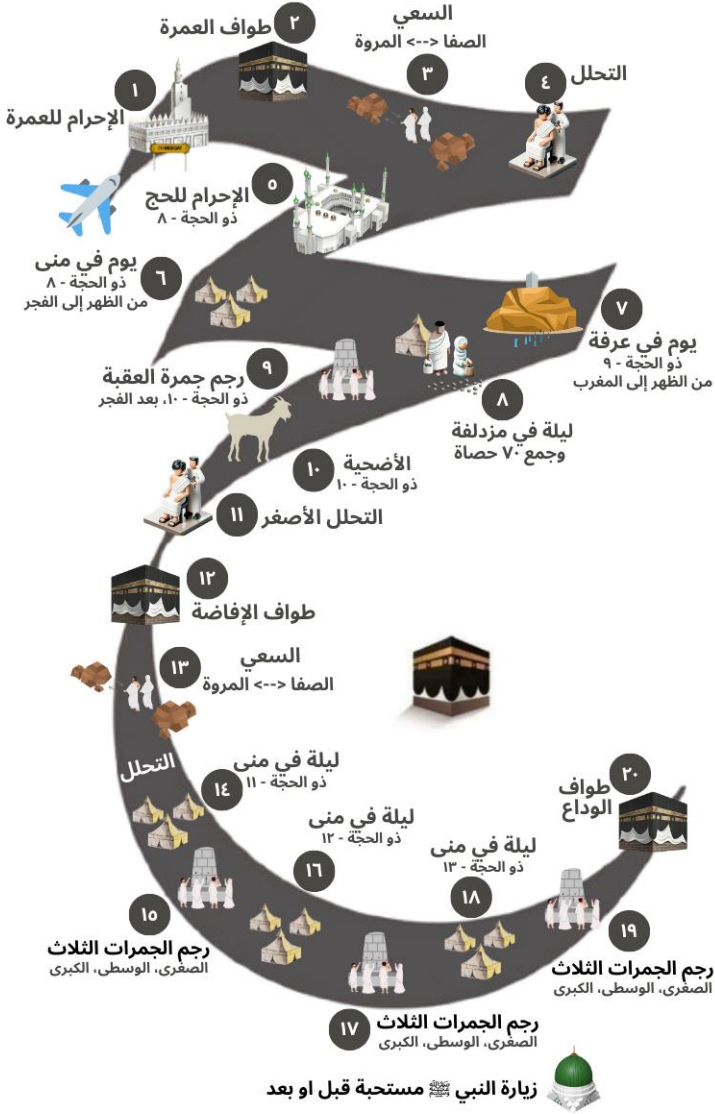 ١
الإحرام للعمرة
٢
طواف العمرة
السعي
الصفا <--> المروة
٣
٤
التحلل
٥
الإحرام للحج
ذو الحجة - ٨
٦
يوم في منى
ذو الحجة - ٨
من الظهر إلى الفجر
٧
يوم في عرفة
ذو الحجة - ٩
من الظهر إلى المغرب
٨
ليلة في مزدلفة
وجمع ٧٠ حصاة
٩
رجم جمرة العقبة
ذو الحجة - ١٠، بعد الفجر
١٠
الأضحية
ذو الحجة - ١٠
١١
التحلل الأصغر
١٢
طواف الإفاضة
١٣
السعي
الصفا <--> المروة
التحلل
١٤
ليلة في منى
ذو الحجة - ١١
١٥
رجم الجمرات الثلاث
الصغرى، الوسطى، الكبرى
١٦
ليلة في منى
ذو الحجة - ١٢
١٧
رجم الجمرات الثلاث
الصغرى، الوسطى، الكبرى
١٨
ليلة في منى
ذو الحجة - ١٣
١٩
رجم الجمرات الثلاث
الصغرى، الوسطى، الكبرى
٢٠
طواف
الوداع
زيارة النبي ﷺ مستحبة قبل او بعد